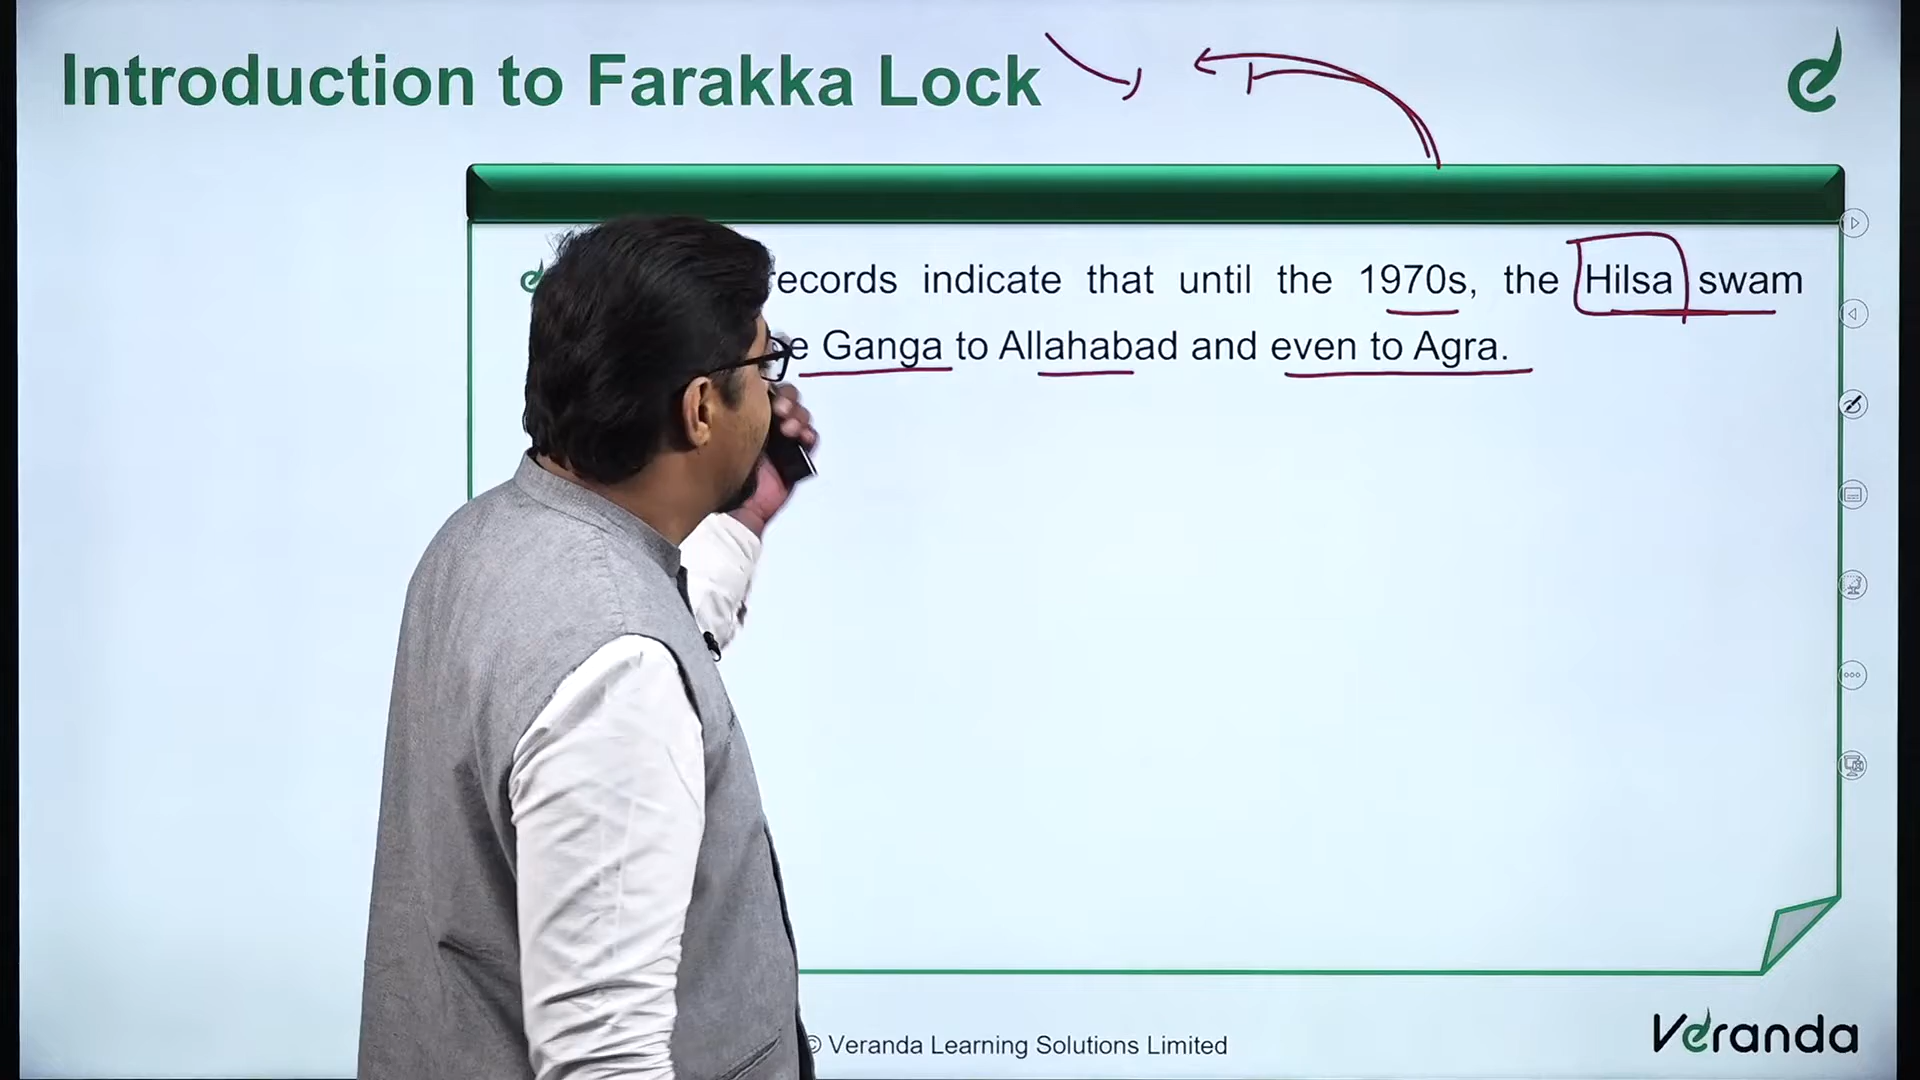 Introduction to Farakka Lock
ecords indicate that until the 1970s, the Hilsa swam
e Ganga to Allahabad and even to Agra.
© Veranda Learning Solutions Limited
Veranda